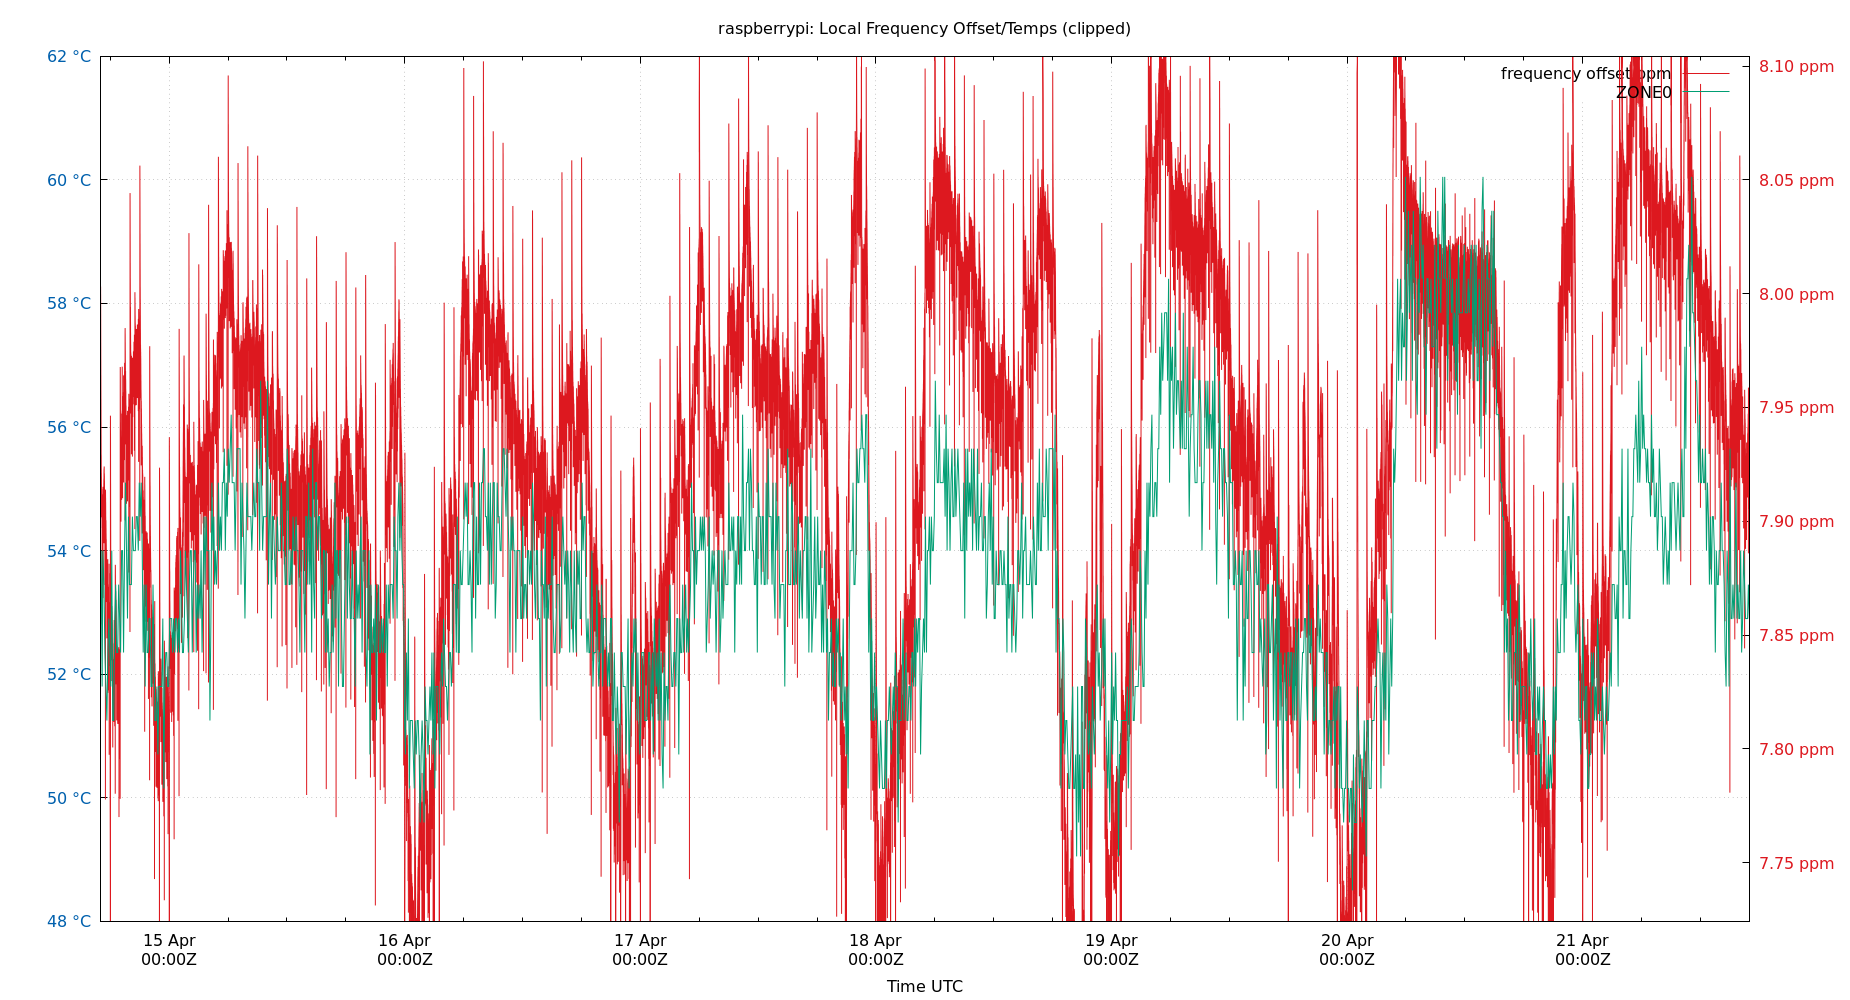 raspberrypi: Local Frequency Offset/Temps (clipped)
62 °C
60 °C
58 °C
56 °C
54 °C
52 °C
50 °C
48 °C
frequency offset ppm
ZONE0
8.10 ppm
8.05 ppm
8.00 ppm
7.95 ppm
7.90 ppm
7.85 ppm
7.80 ppm
7.75 ppm
15 Apr 16 Apr 17 Apr 18 Apr 19 Apr 20 Apr 21 Apr
00:00Z 00:00Z 00:00Z 00:00Z 00:00Z 00:00Z 00:00Z
Time UTC